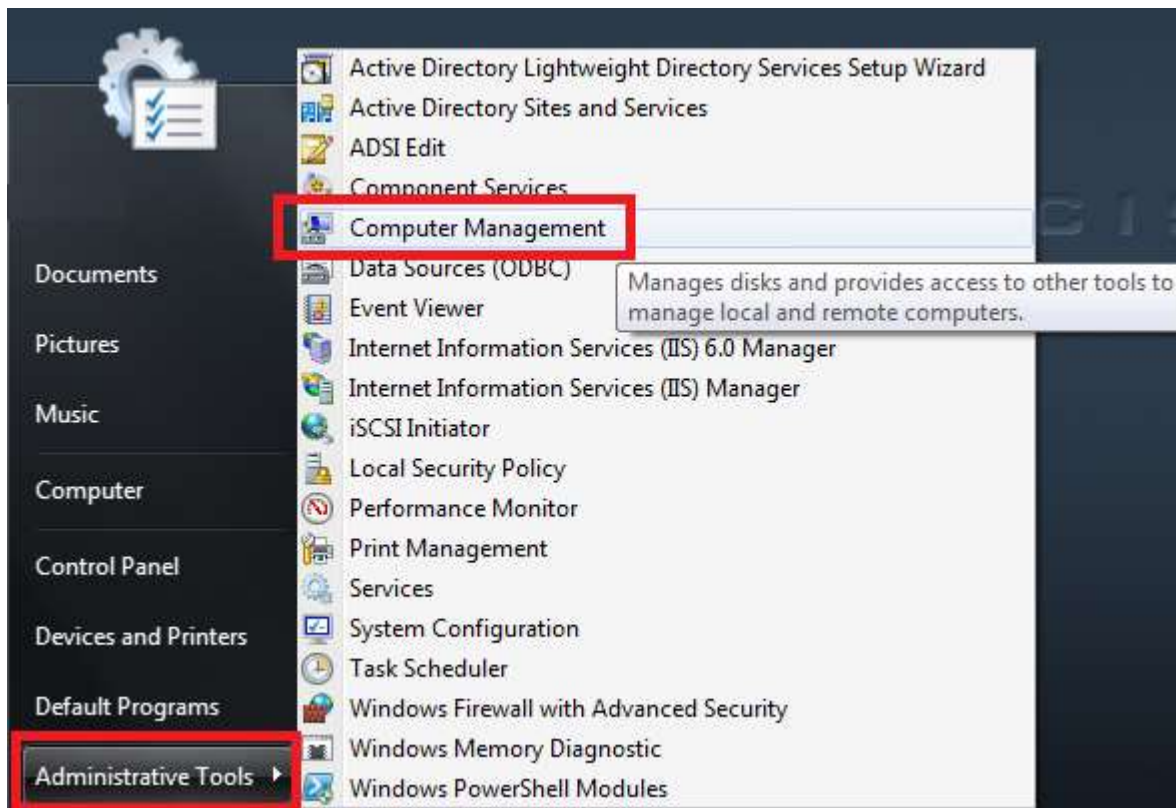 Active Directory Lightweight Directory Services Setup Wizard
Active Directory Sites and Services
ADSI Edit
Component Services
Computer Management
Data Sources (ODBC)
Manages disks and provides access to other tools to
manage local and remote computers.
Event Viewer
Internet Information Services (IIS) 6.0 Manager
Internet Information Services (IIS) Manager
iSCSI Initiator
Local Security Policy
Performance Monitor
Print Management
Services
System Configuration
Task Scheduler
Windows Firewall with Advanced Security
Windows Memory Diagnostic
Windows PowerShell Modules
Documents
Pictures
Music
Computer
Control Panel
Devices and Printers
Default Programs
Administrative Tools